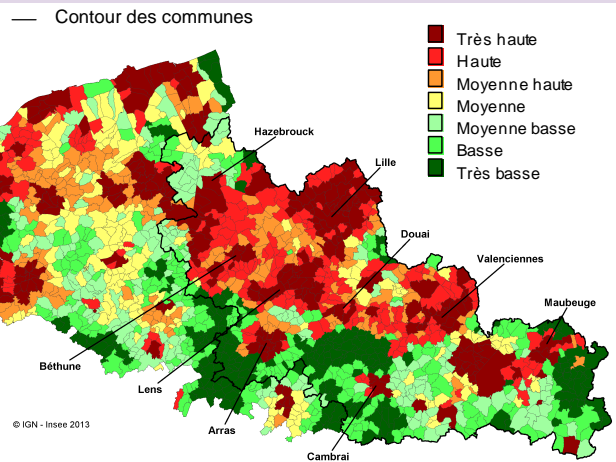 Contour des communes
Très haute
Haute
Moyenne haute
Moyenne
Moyenne basse
Basse
Très basse
Hazebrouck
Lille
Douai
Valenciennes
Maubeuge
Béthune
Lens
Arras
Cambrai
© IGN - Insee 2013